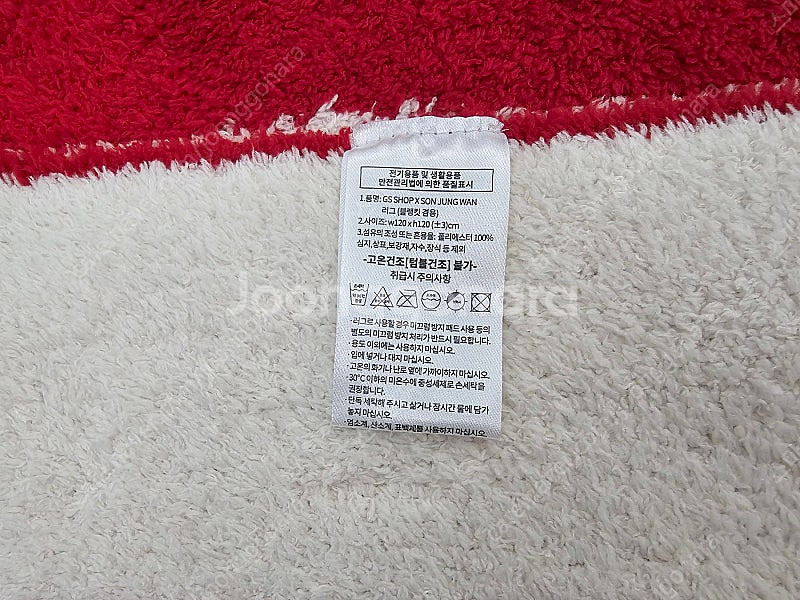 전기용품 및 생활용품
안전관리법에 의한 품질표시
1.품명: GS SHOP X SON JUNG WAN
러그 (블랭킷 겸용)
2.사이즈: w120 x h120 (±3)cm
3.섬유의 조성 또는 혼용율: 폴리에스터 100%
심지,상표,보강재,자수,장식 등 제외
-고온건조[텀블건조] 불가-
취급시 주의사항
· 러그로 사용할 경우 미끄럼 방지 패드 사용 등의
별도의 미끄럼 방지 처리가 반드시 필요합니다.
· 용도 이외에는 사용하지 마십시오.
· 입에 넣거나 대지 마십시오.
· 고온의 화기나 난로 옆에 가까이하지 마십시오.
· 30°C 이하의 미온수에 중성세제로 손세탁을
권장합니다.
· 단독 세탁해 주시고 삶거나 장시간 물에 담가
놓지 마십시오.
· 염소계, 산소계, 표백제를 사용하지 마십시오.
Joonggonara